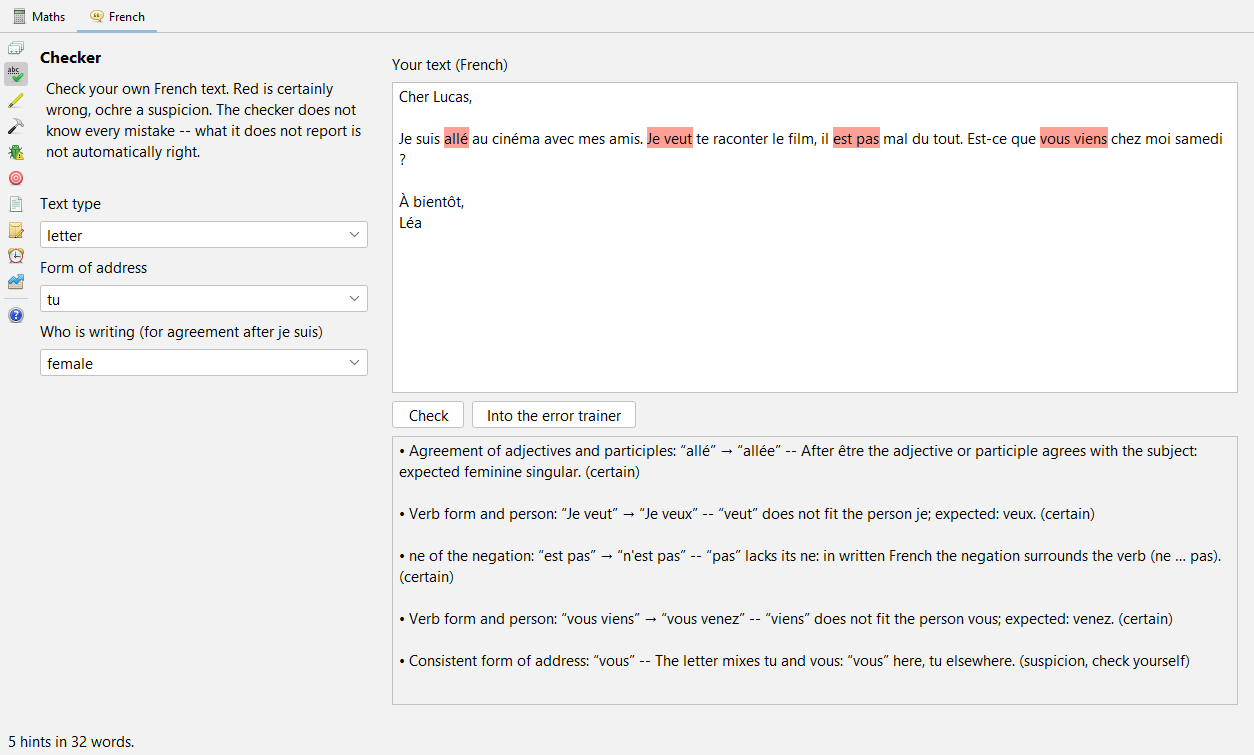 Maths
French
Checker
Check your own French text. Red is certainly
wrong, ochre a suspicion. The checker does not
know every mistake -- what it does not report is
not automatically right.
Text type
letter
Form of address
tu
Who is writing (for agreement after je suis)
female
Your text (French)
Cher Lucas,
Je suis allé au cinéma avec mes amis. Je veut te raconter le film, il est pas mal du tout. Est-ce que vous viens chez moi samedi
?
À bientôt,
Léa
Check
Into the error trainer
• Agreement of adjectives and participles: “allé” → “allée” -- After être the adjective or participle agrees with the subject:
expected feminine singular. (certain)
• Verb form and person: “Je veut” → “Je veux” -- “veut” does not fit the person je; expected: veux. (certain)
• ne of the negation: “est pas” → “n'est pas” -- “pas” lacks its ne: in written French the negation surrounds the verb (ne ... pas).
(certain)
• Verb form and person: “vous viens” → “vous venez” -- “viens” does not fit the person vous; expected: venez. (certain)
• Consistent form of address: “vous” -- The letter mixes tu and vous: “vous” here, tu elsewhere. (suspicion, check yourself)
5 hints in 32 words.